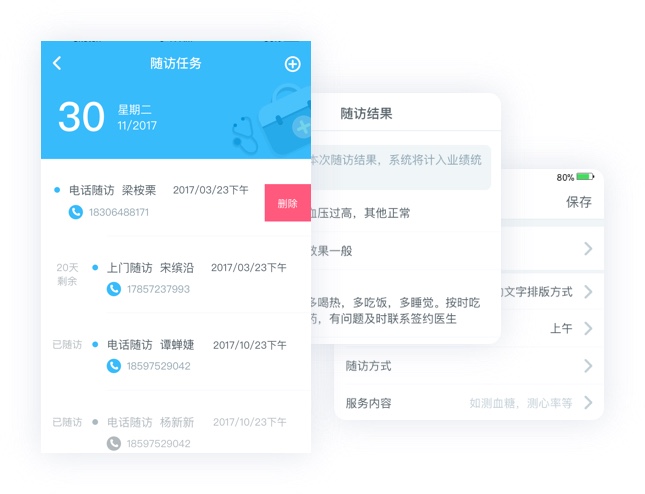 随访任务
30
星期二
11/2017
电话随访 梁桉栗 2017/03/23下午
18306488171
删除
20天
剩余
上门随访 宋缤沿 2017/03/23下午
17857237993
已随访
电话随访 谭蝉婕 2017/10/23下午
18597529042
已随访
电话随访 杨新新 2017/10/23下午
18597529042
随访结果
本次随访结果，系统将计入业绩统
血压过高，其他正常
效果一般
多喝热，多吃饭，多睡觉。按时吃
药，有问题及时联系签约医生
80%
保存
文字排版方式
上午
随访方式
服务内容 如测血糖，测心率等